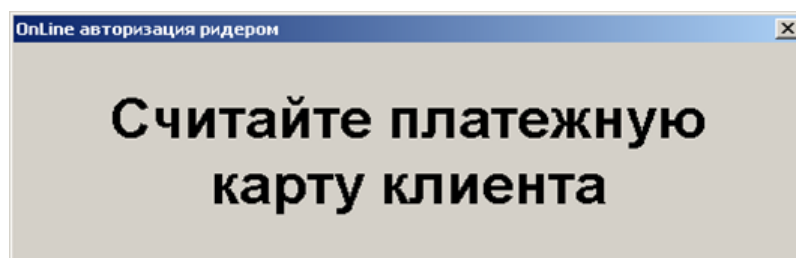 OnLine авторизация ридером
Считайте платежную
карту клиента